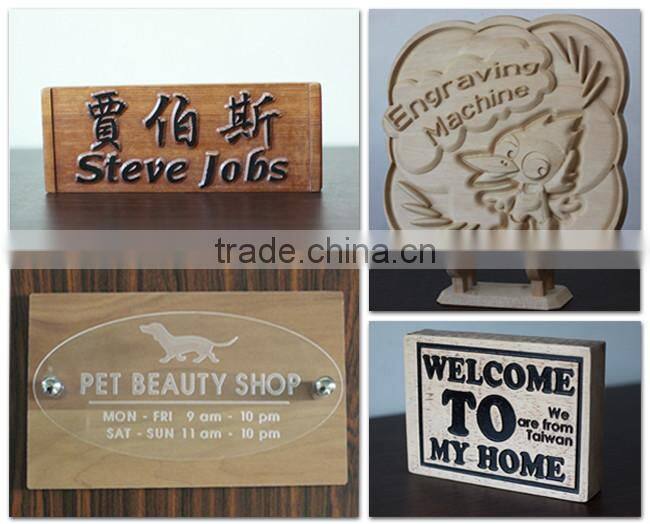 賈伯斯
Steve Jobs
Engraving
Machine
trade.china.cn
PET BEAUTY SHOP
MON - FRI 9 am - 10 pm
SAT - SUN 11 am - 10 pm
WELCOME
TO
We
are from
Taiwan
MY HOME